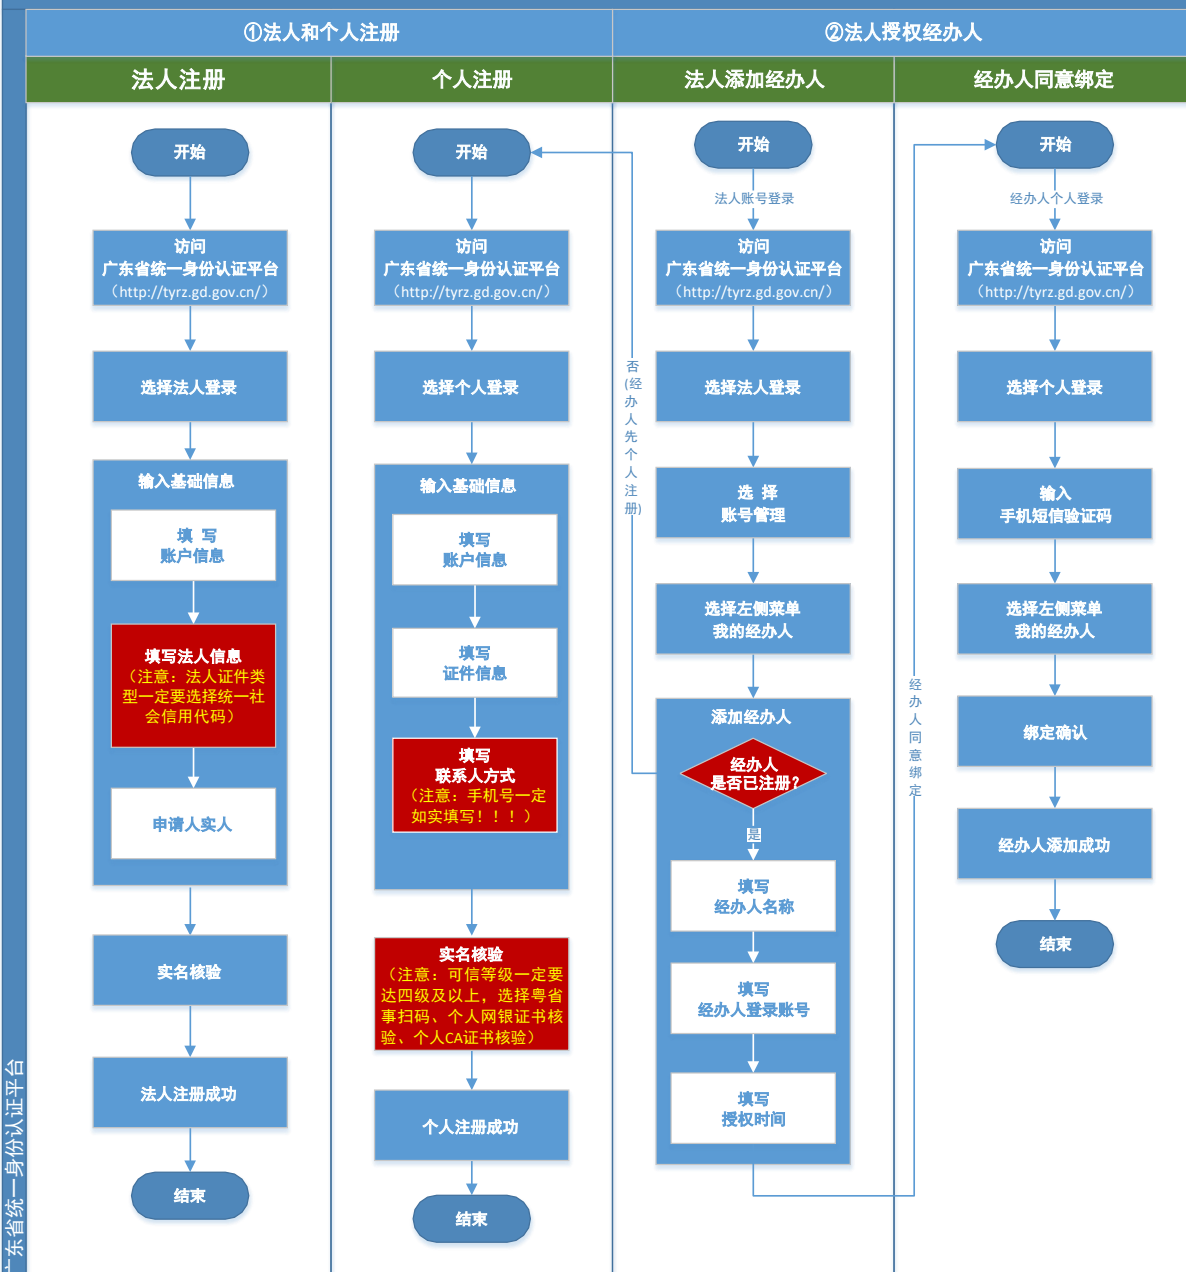 ①法人和个人注册
②法人授权经办人
法人注册
个人注册
法人添加经办人
经办人同意绑定
开始
访问
广东省统一身份认证平台
（http://tyrz.gd.gov.cn/）
选择法人登录
输入基础信息
填 写
账户信息
填写法人信息
（注意：法人证件类
型一定要选择统一社
会信用代码）
申请人实人
实名核验
法人注册成功
结束
开始
访问
广东省统一身份认证平台
（http://tyrz.gd.gov.cn/）
选择个人登录
输入基础信息
填写
账户信息
填写
证件信息
填写
联系人方式
（注意：手机号一定
如实填写！！！）
实名核验
（注意：可信等级一定要
达四级及以上，选择粤省
事扫码、个人网银证书核
验、个人CA证书核验）
个人注册成功
结束
否(经办人先个人注册)
开始
法人账号登录
访问
广东省统一身份认证平台
（http://tyrz.gd.gov.cn/）
选择法人登录
选 择
账号管理
选择左侧菜单
我的经办人
添加经办人
经办人
是否已注册?
是
填写
经办人名称
填写
经办人登录账号
填写
授权时间
经办人同意绑定
开始
经办人个人登录
访问
广东省统一身份认证平台
（http://tyrz.gd.gov.cn/）
选择个人登录
输入
手机短信验证码
选择左侧菜单
我的经办人
绑定确认
经办人添加成功
结束
广东省统一身份认证平台